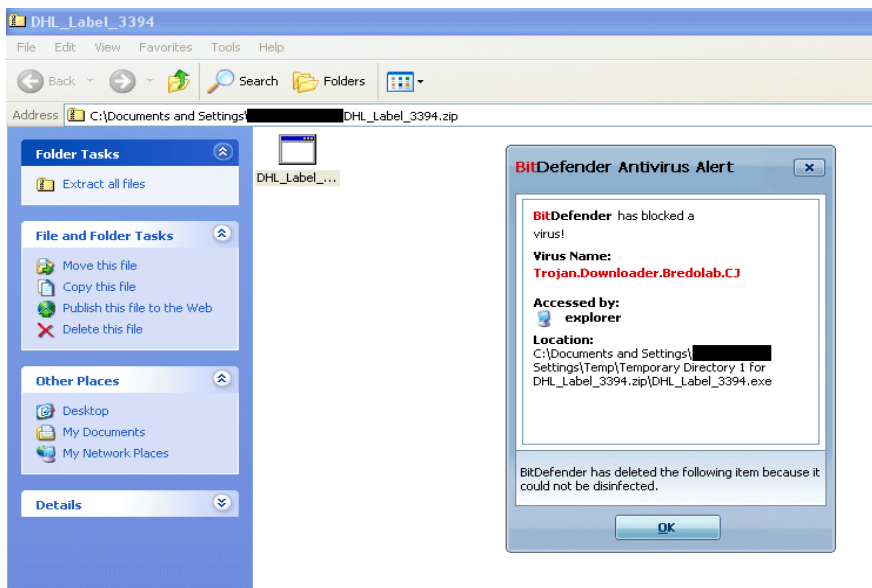 DHL_Label_3394
File Edit View Favorites Tools Help
Back Search Folders
Address C:\Documents and Settings\ DHL_Label_3394.zip
Folder Tasks
Extract all files
File and Folder Tasks
Move this file
Copy this file
Publish this file to the Web
Delete this file
Other Places
Desktop
My Documents
My Network Places
Details
DHL_Label_...
BitDefender Antivirus Alert
BitDefender has blocked a
virus!
Virus Name:
Trojan.Downloader.Bredolab.CJ
Accessed by:
explorer
Location:
C:\Documents and Settings\
Settings\Temp\Temporary Directory 1 for
DHL_Label_3394.zip\DHL_Label_3394.exe
BitDefender has deleted the following item because it
could not be disinfected.
OK